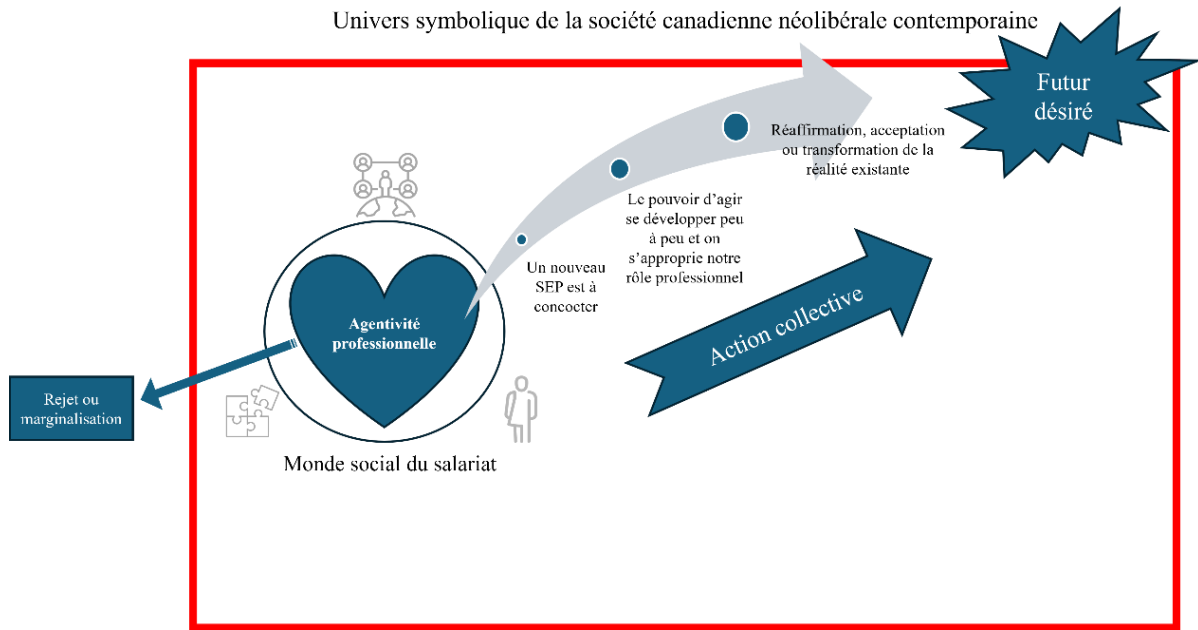 Univers symbolique de la société canadienne néolibérale contemporaine
Futur
désiré
Réaffirmation, acceptation
ou transformation de la
réalité existante
Le pouvoir d'agir
se développer peu
à peu et on
s'approprie notre
rôle professionnel
Un nouveau
SEP est à
concocter
Action collective
Agentivité
professionnelle
Rejet ou
marginalisation
Monde social du salariat